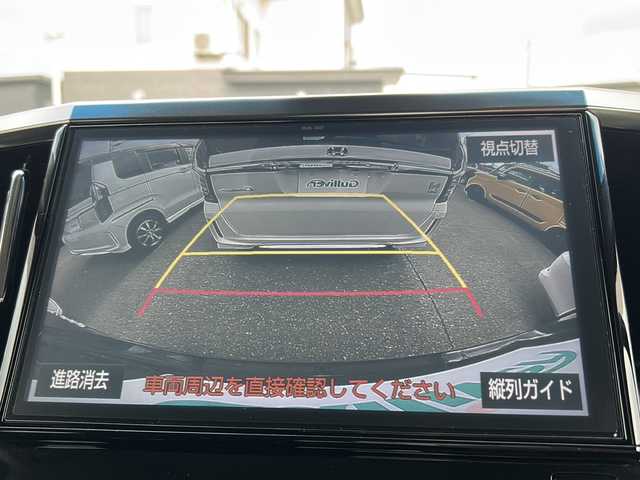 視点切替
Gulliver
進路消去
車両周辺を直接確認してください
縦列ガイド